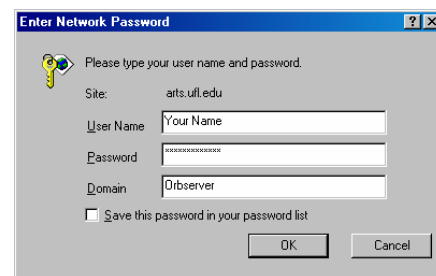 Enter Network Password
Please type your user name and password.
Site: arts.ufl.edu
User Name Your Name
Password *************
Domain Orbserver
Save this password in your password list
OK Cancel